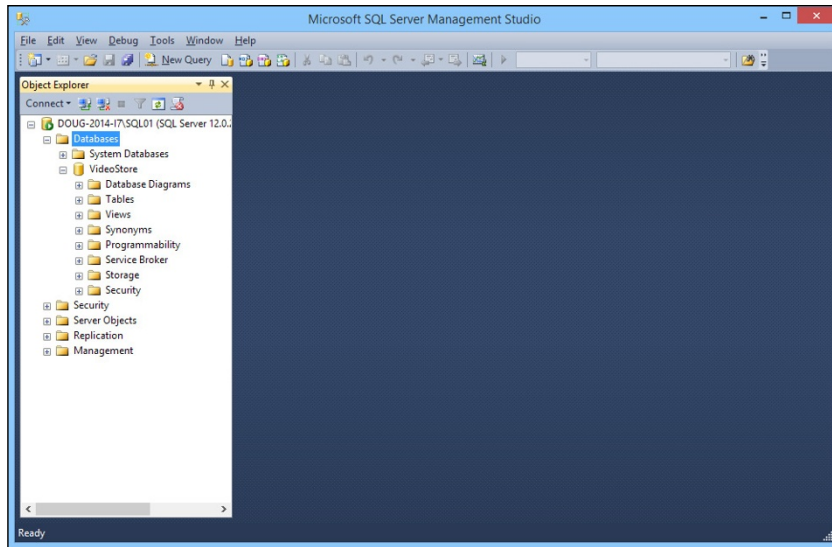 Microsoft SQL Server Management Studio
File Edit View Debug Tools Window Help
New Query
Object Explorer
Connect
DOUG-2014-I7\SQL01 (SQL Server 12.0.
Databases
System Databases
VideoStore
Database Diagrams
Tables
Views
Synonyms
Programmability
Service Broker
Storage
Security
Security
Server Objects
Replication
Management
Ready